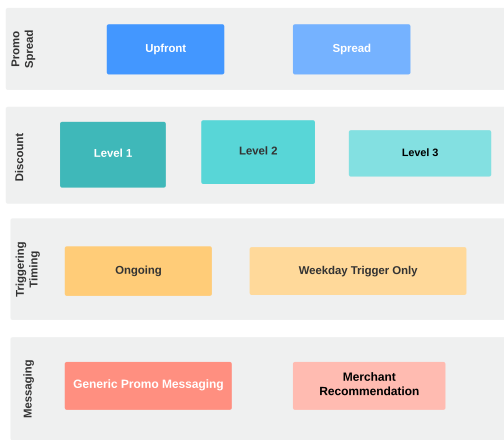 Promo
Spread
Upfront
Spread
Discount
Level 1
Level 2
Level 3
Triggering
Timing
Ongoing
Weekday Trigger Only
Messaging
Generic Promo Messaging
Merchant
Recommendation